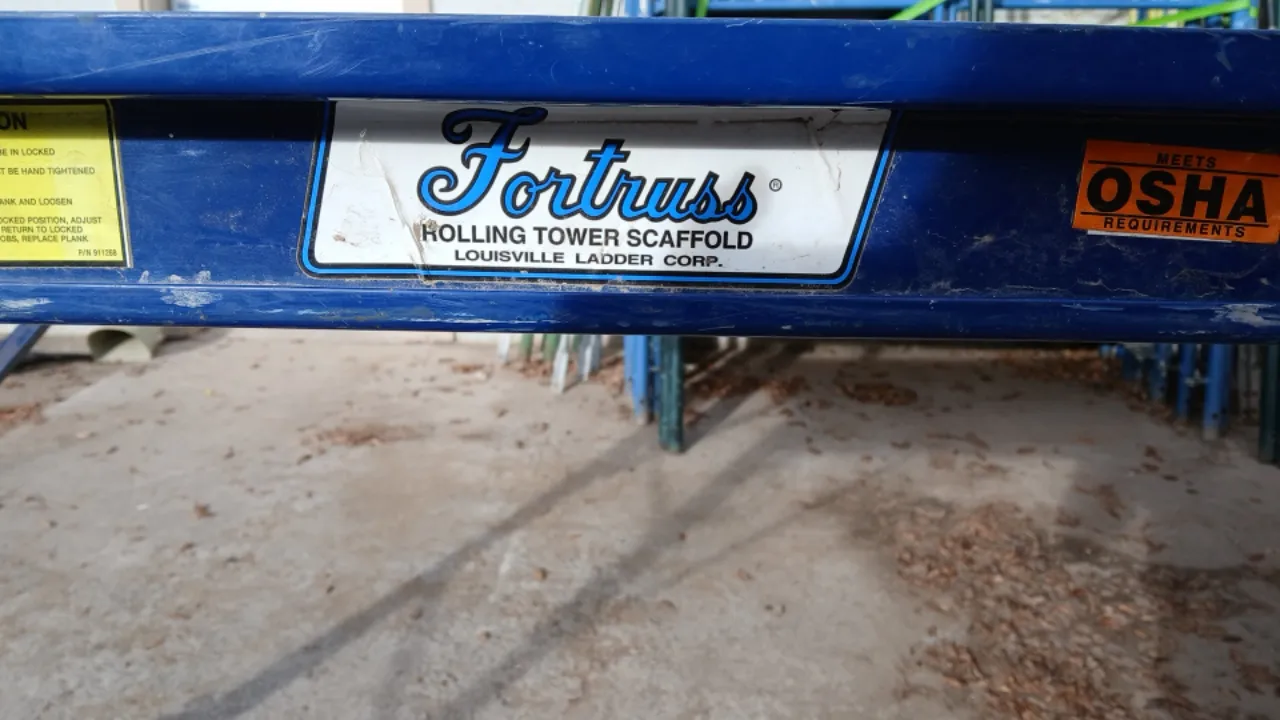 ON
BE IN LOCKED
T BE HAND TIGHTENED
ANK AND LOOSEN
OCKED POSITION, ADJUST
RETURN TO LOCKED
OBS, REPLACE PLANK
P/N 911268
Fortruss®
ROLLING TOWER SCAFFOLD
LOUISVILLE LADDER CORP.
MEETS
OSHA
REQUIREMENTS